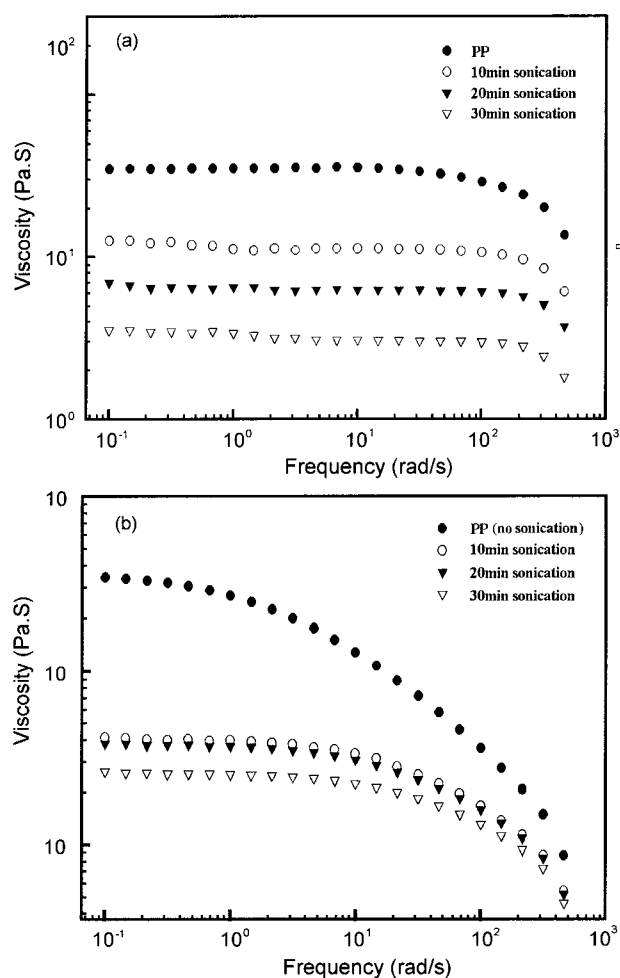 (a)
PP
10min sonication
20min sonication
30min sonication
10²
10¹
10⁰
Viscosity (Pa.S)
10⁻¹ 10⁰ 10¹ 10² 10³
Frequency (rad/s)
(b)
PP (no sonication)
10min sonication
20min sonication
30min sonication
10
10
10
Viscosity (Pa.S)
10⁻¹ 10⁰ 10¹ 10² 10³
Frequency (rad/s)